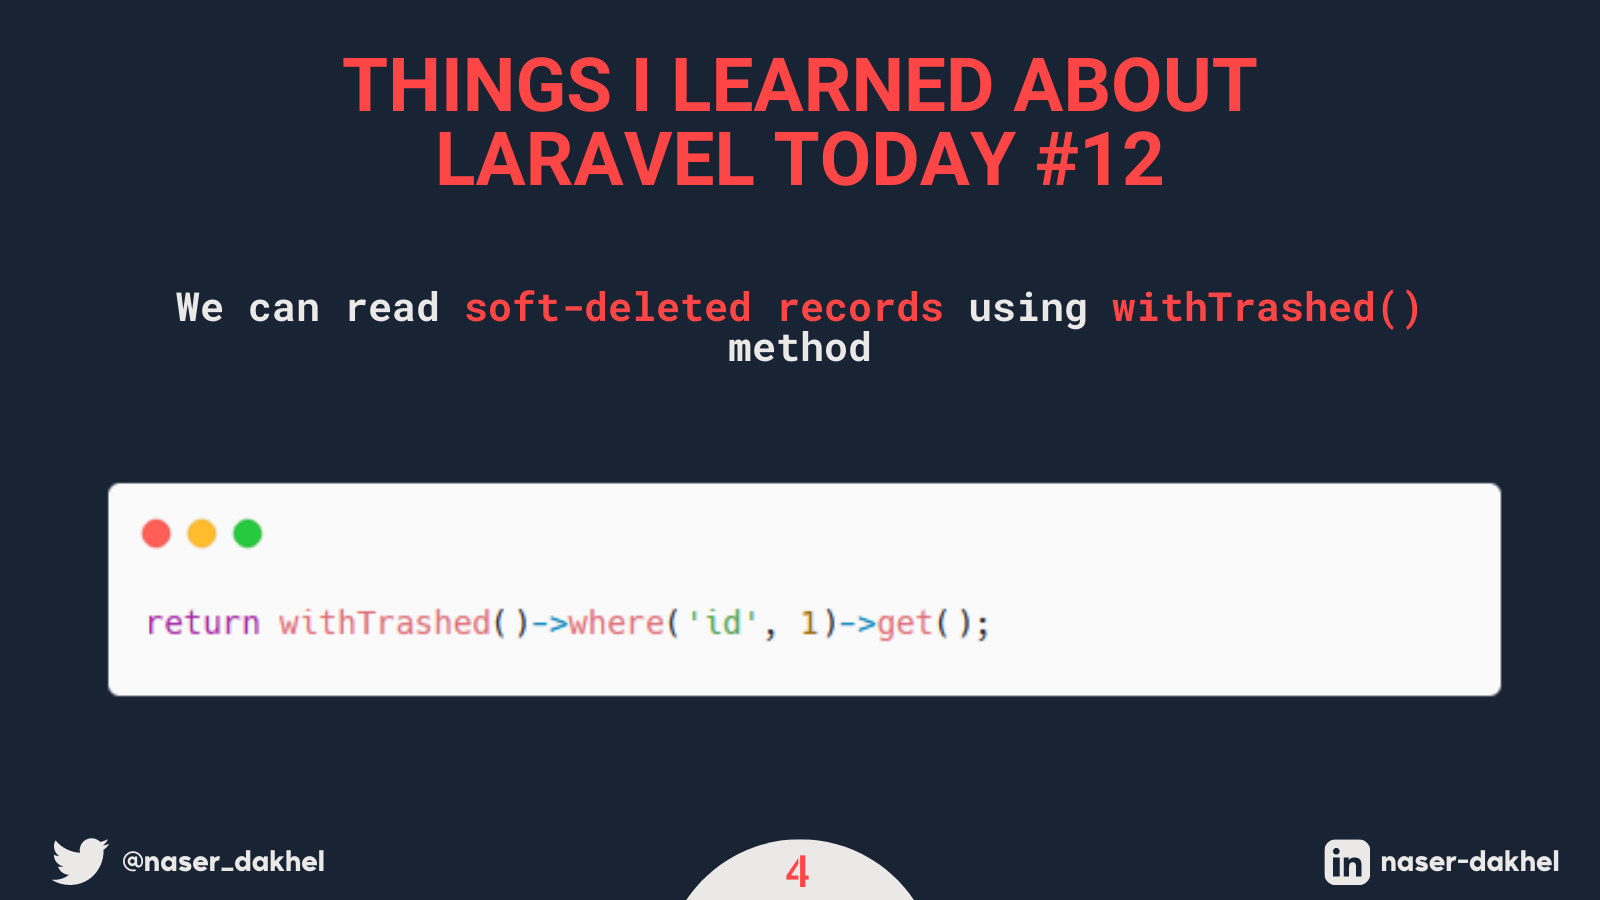 THINGS I LEARNED ABOUT
LARAVEL TODAY #12
We can read soft-deleted records using withTrashed()
method
return withTrashed()->where('id', 1)->get();
@naser_dakhel
4
in naser-dakhel